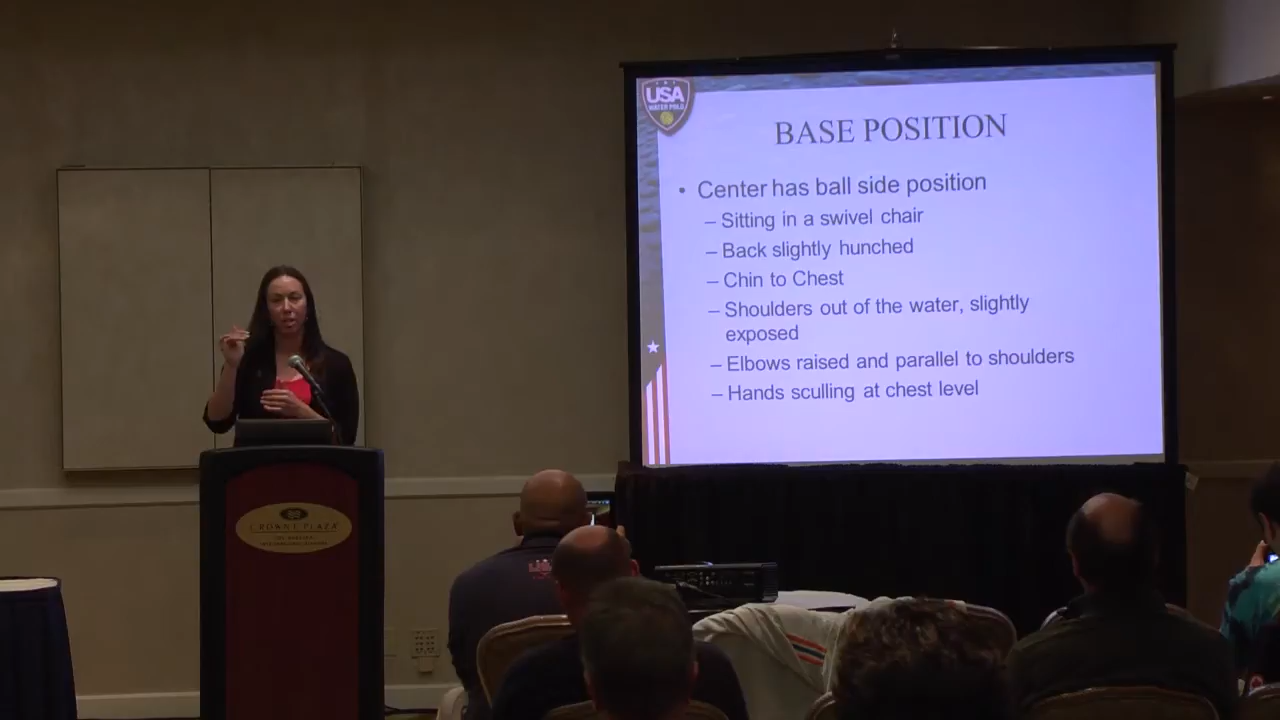 USA
WATER POLO
BASE POSITION
• Center has ball side position
– Sitting in a swivel chair
– Back slightly hunched
– Chin to Chest
– Shoulders out of the water, slightly
exposed
– Elbows raised and parallel to shoulders
– Hands sculling at chest level
CROWNE PLAZA